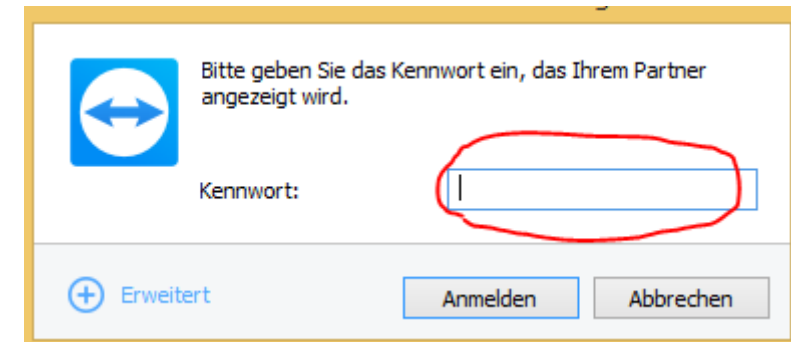 Bitte geben Sie das Kennwort ein, das Ihrem Partner
angezeigt wird.
Kennwort:
Erweitert
Anmelden
Abbrechen